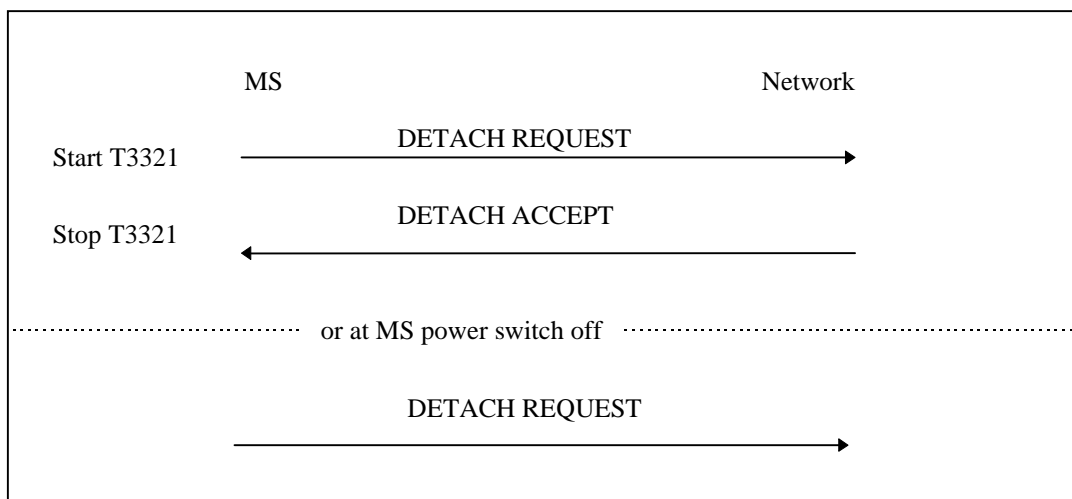 MS Network
Start T3321 DETACH REQUEST
Stop T3321 DETACH ACCEPT
or at MS power switch off
DETACH REQUEST